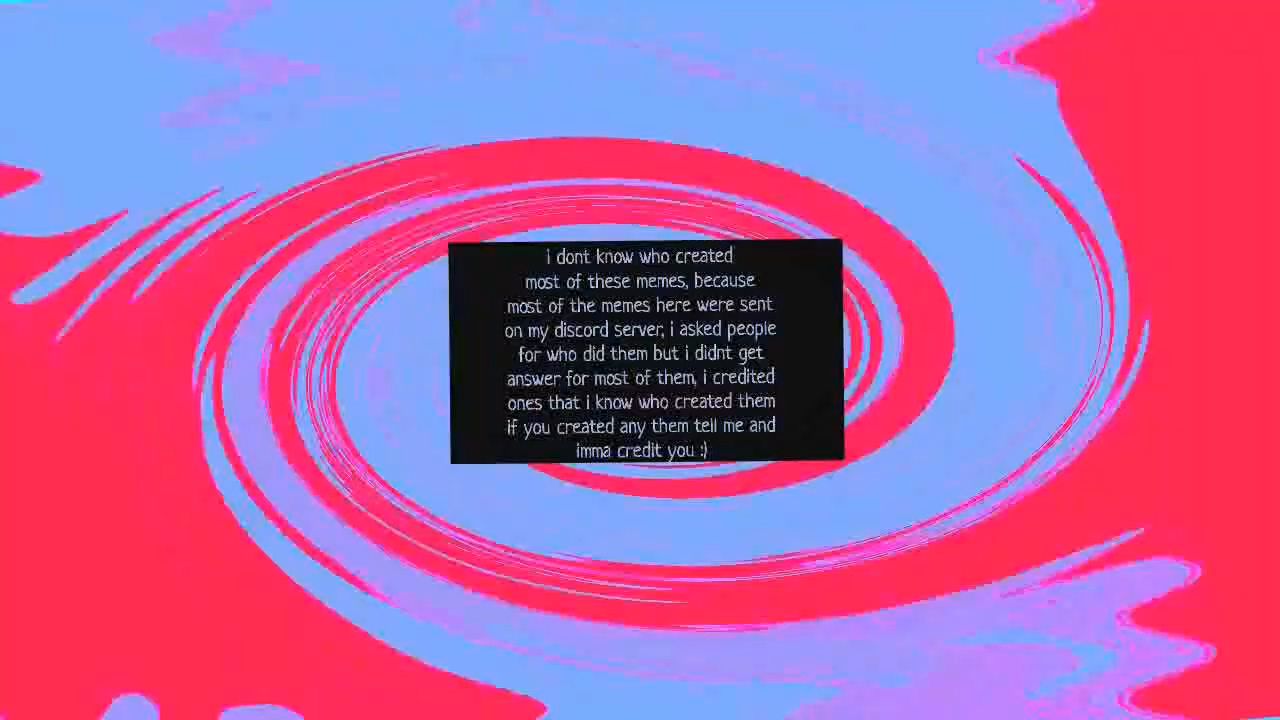 i dont know who created
most of these memes, because
most of the memes here were sent
on my discord server, i asked people
for who did them but i didnt get
answer for most of them, i credited
ones that i know who created them
if you created any them tell me and
imma credit you :)